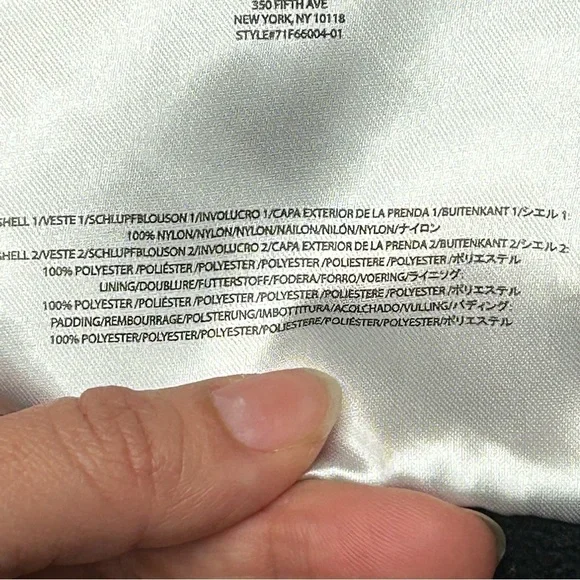 350 FIFTH AVE
NEW YORK, NY 10118
STYLE#71F66004-01
SHELL 1/VESTE 1/SCHLUPFBLOUSON 1/INVOLUCRO 1/CAPA EXTERIOR DE LA PRENDA 1/BUITENKANT 1/シエル 1:
100% NYLON/NYLON/NYLON/NAILON/NILÓN/NYLON/ナイロン
SHELL 2/VESTE 2/SCHLUPFBLOUSON 2/INVOLUCRO 2/CAPA EXTERIOR DE LA PRENDA 2/BUITENKANT 2/シエル 2:
100% POLYESTER/POLIÉSTER/POLYESTER/POLYESTER/POLIESTERE/POLYESTER/ポリエステル
LINING/DOUBLURE/FUTTERSTOFF/FODERA/FORRO/VOERING/ライニング:
100% POLYESTER/POLIÉSTER/POLYESTER/POLYESTER/POLIESTERE/POLYESTER/ポリエステル
PADDING/REMBOURRAGE/POLSTERUNG/IMBOTTITURA/ACOLCHADO/VULLING/パディング:
100% POLYESTER/POLYESTER/POLYESTER/POLIESTERE/POLIÉSTER/POLYESTER/ポリエステル